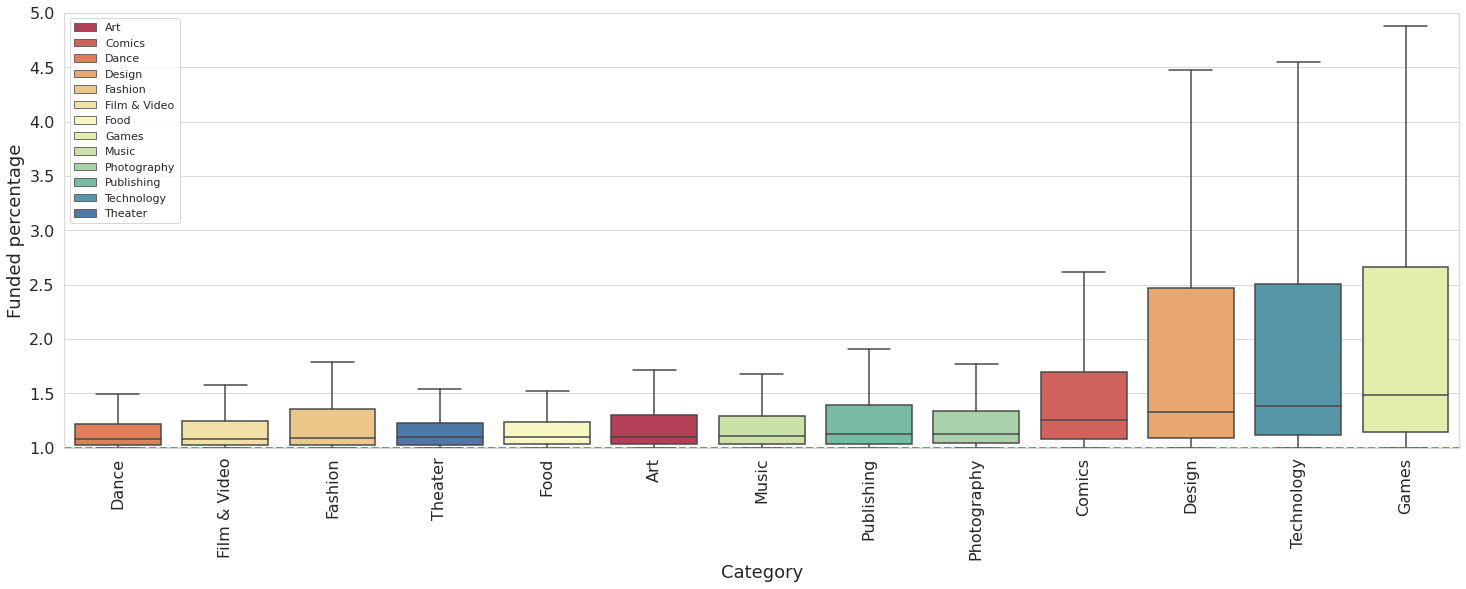 5.0
4.5
4.0
3.5
3.0
2.5
2.0
1.5
1.0
Funded percentage
Art
Comics
Dance
Design
Fashion
Film & Video
Food
Games
Music
Photography
Publishing
Technology
Theater
Dance
Film & Video
Fashion
Theater
Food
Art
Music
Publishing
Photography
Comics
Design
Technology
Games
Category